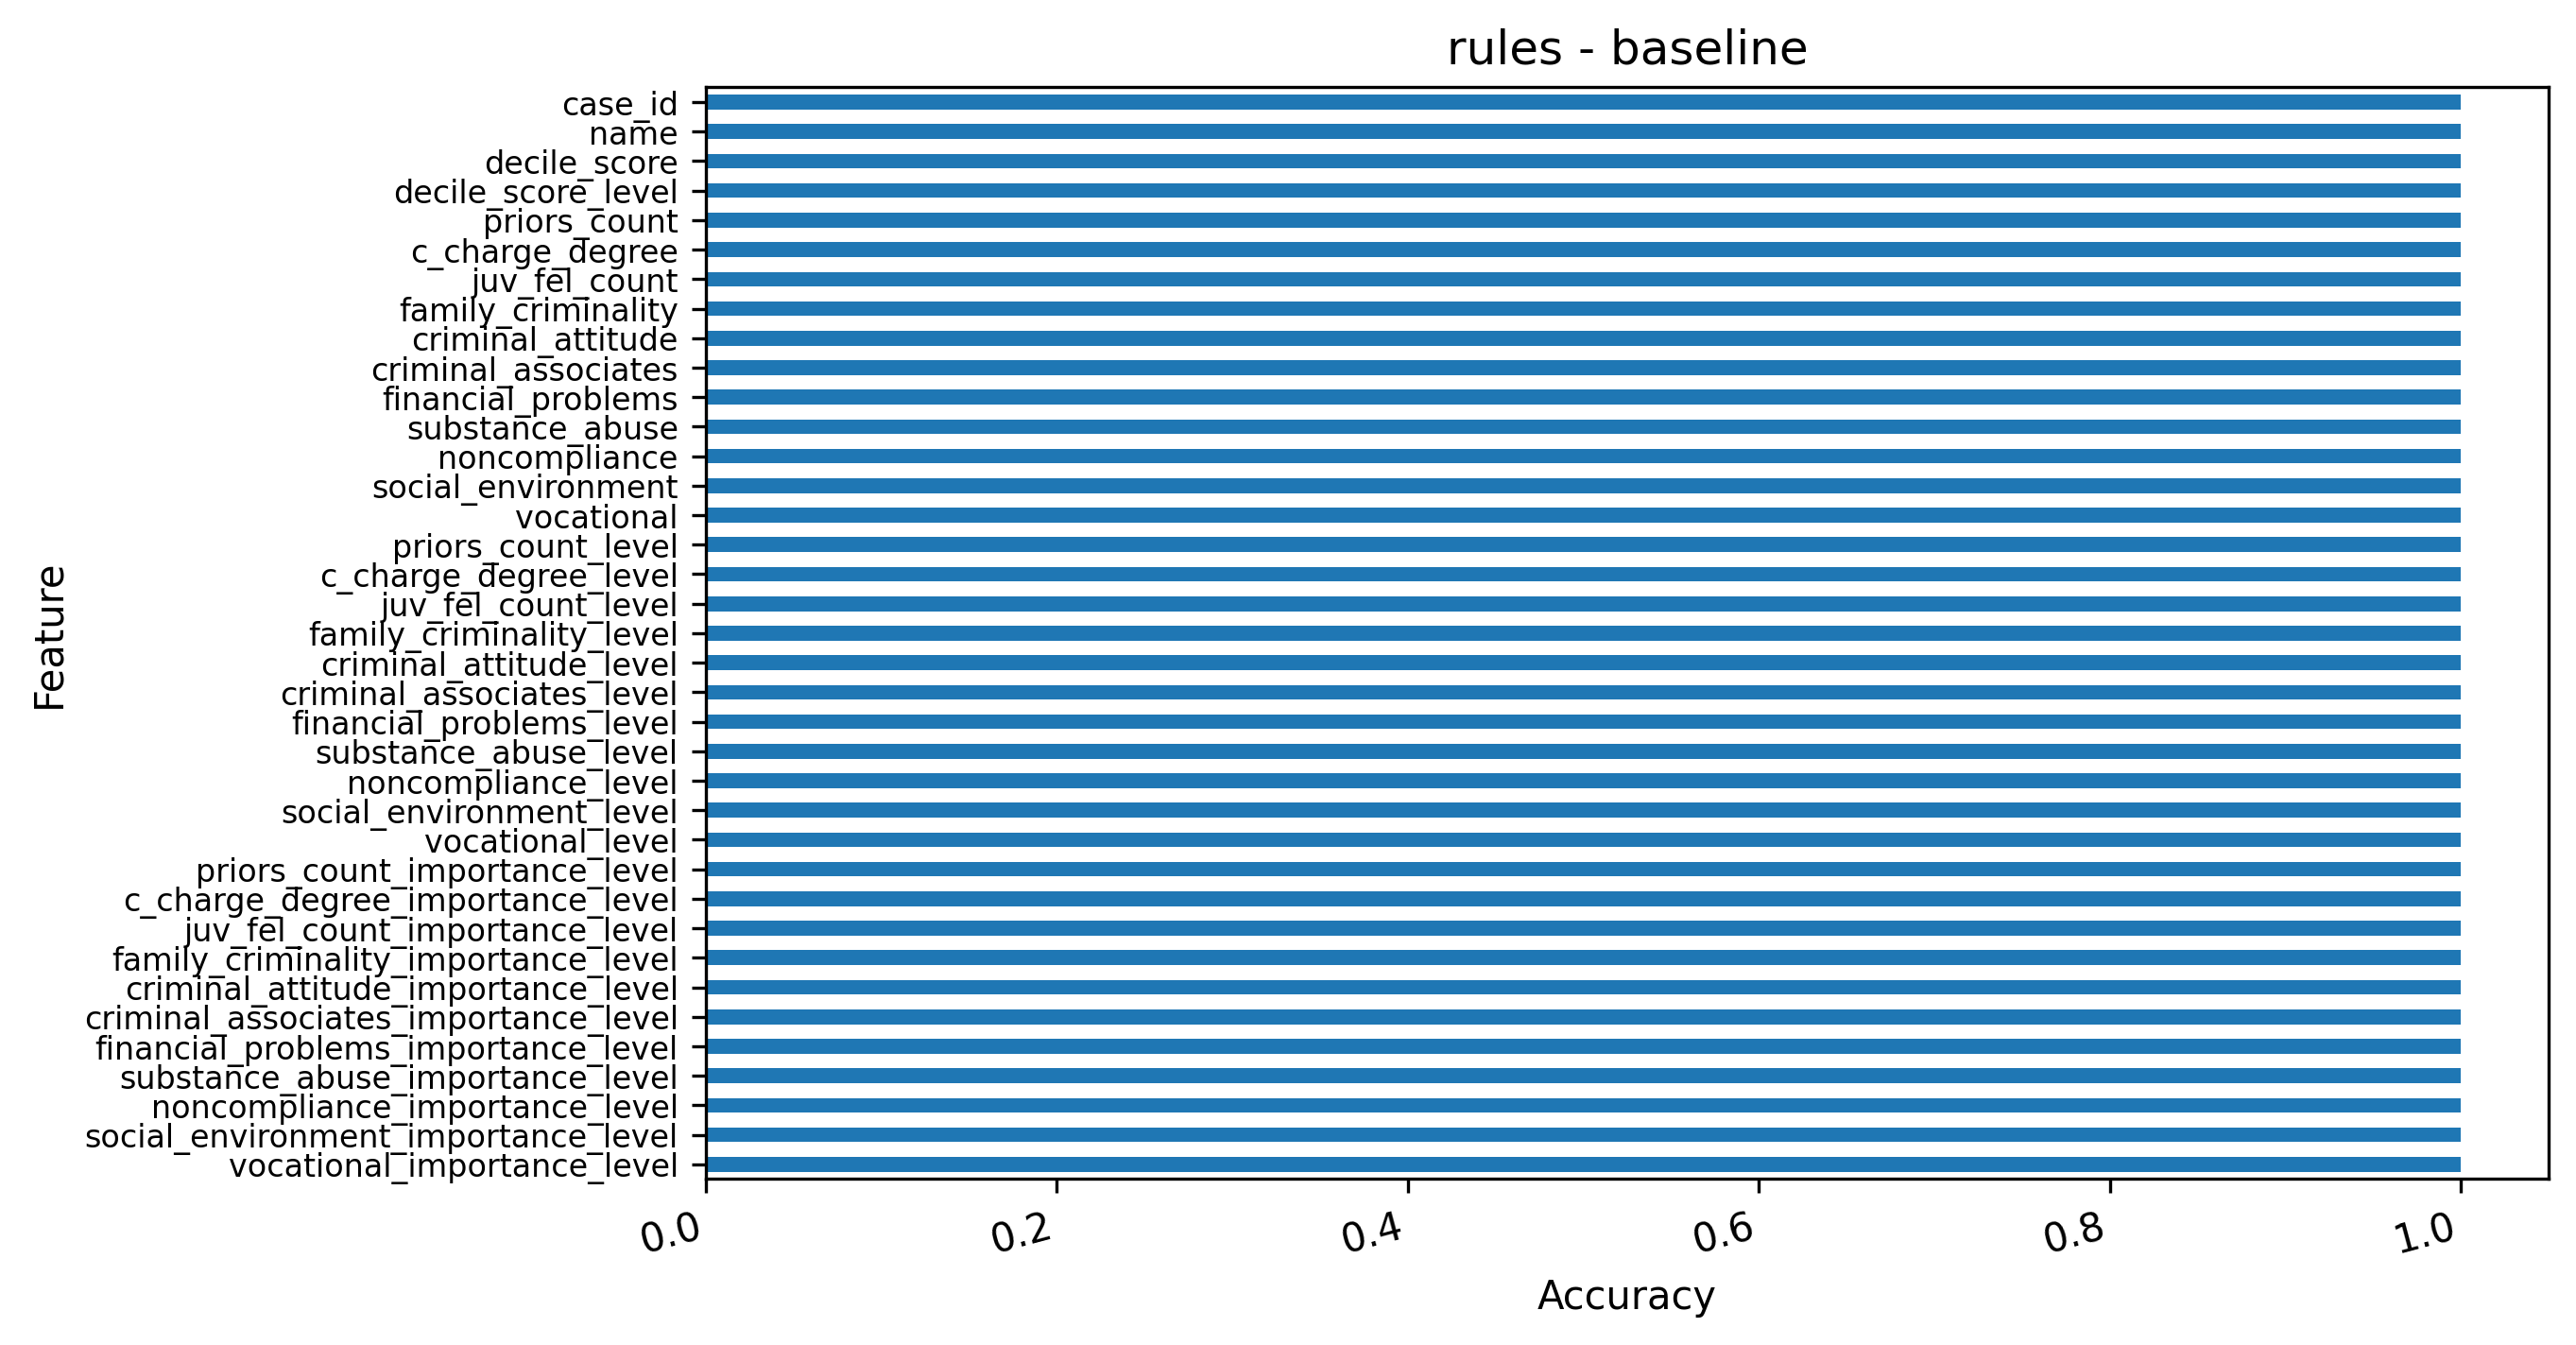 rules - baseline
Feature
case_id
name
decile_score
decile_score_level
priors_count
c_charge_degree
juv_fel_count
family_criminality
criminal_attitude
criminal_associates
financial_problems
substance_abuse
noncompliance
social_environment
vocational
priors_count_level
c_charge_degree_level
juv_fel_count_level
family_criminality_level
criminal_attitude_level
criminal_associates_level
financial_problems_level
substance_abuse_level
noncompliance_level
social_environment_level
vocational_level
priors_count_importance_level
c_charge_degree_importance_level
juv_fel_count_importance_level
family_criminality_importance_level
criminal_attitude_importance_level
criminal_associates_importance_level
financial_problems_importance_level
substance_abuse_importance_level
noncompliance_importance_level
social_environment_importance_level
vocational_importance_level
0.0 0.2 0.4 0.6 0.8 1.0
Accuracy